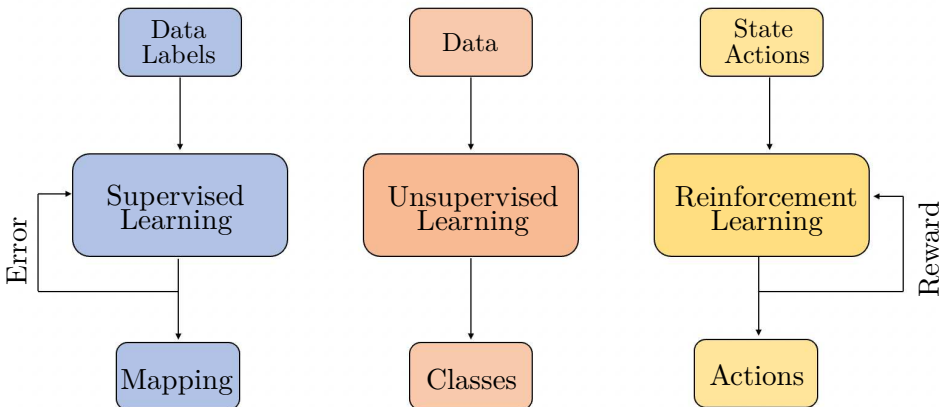 Data
Labels
Data
State
Actions
Supervised
Learning
Unsupervised
Learning
Reinforcement
Learning
Error
Reward
Mapping
Classes
Actions